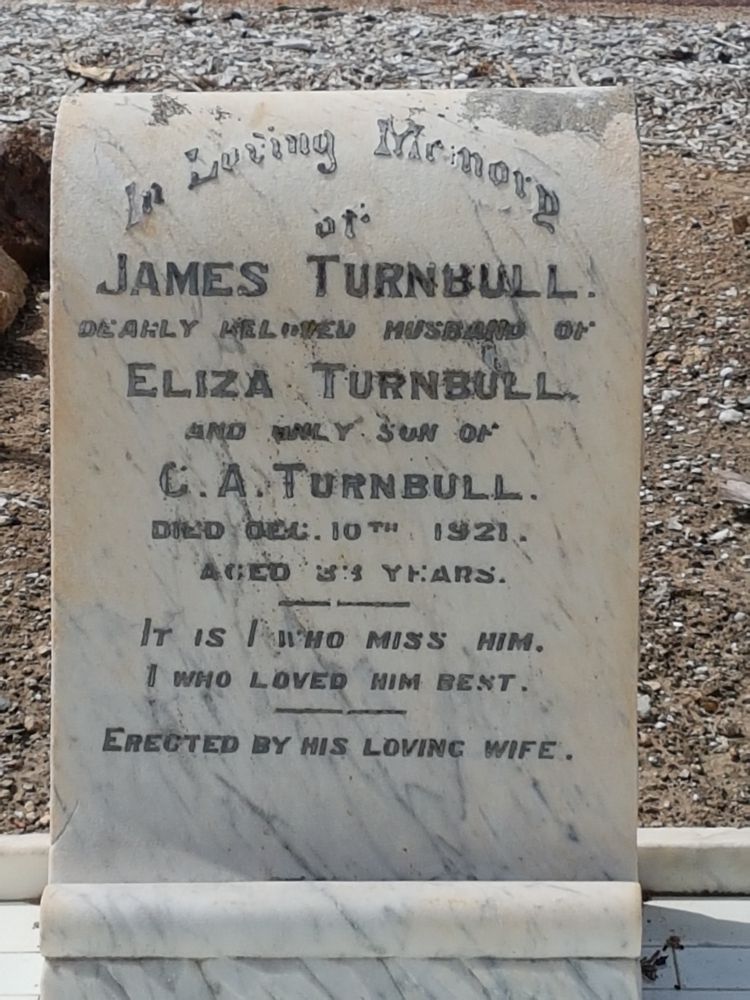 In Loving Memory
of
JAMES TURNBULL.
DEARLY BELOVED HUSBAND OF
ELIZA TURNBULL.
AND ONLY SON OF
C. A. TURNBULL.
DIED DEC. 10TH 1921.
AGED YEARS.
IT IS I WHO MISS HIM.
I WHO LOVED HIM BEST.
ERECTED BY HIS LOVING WIFE.